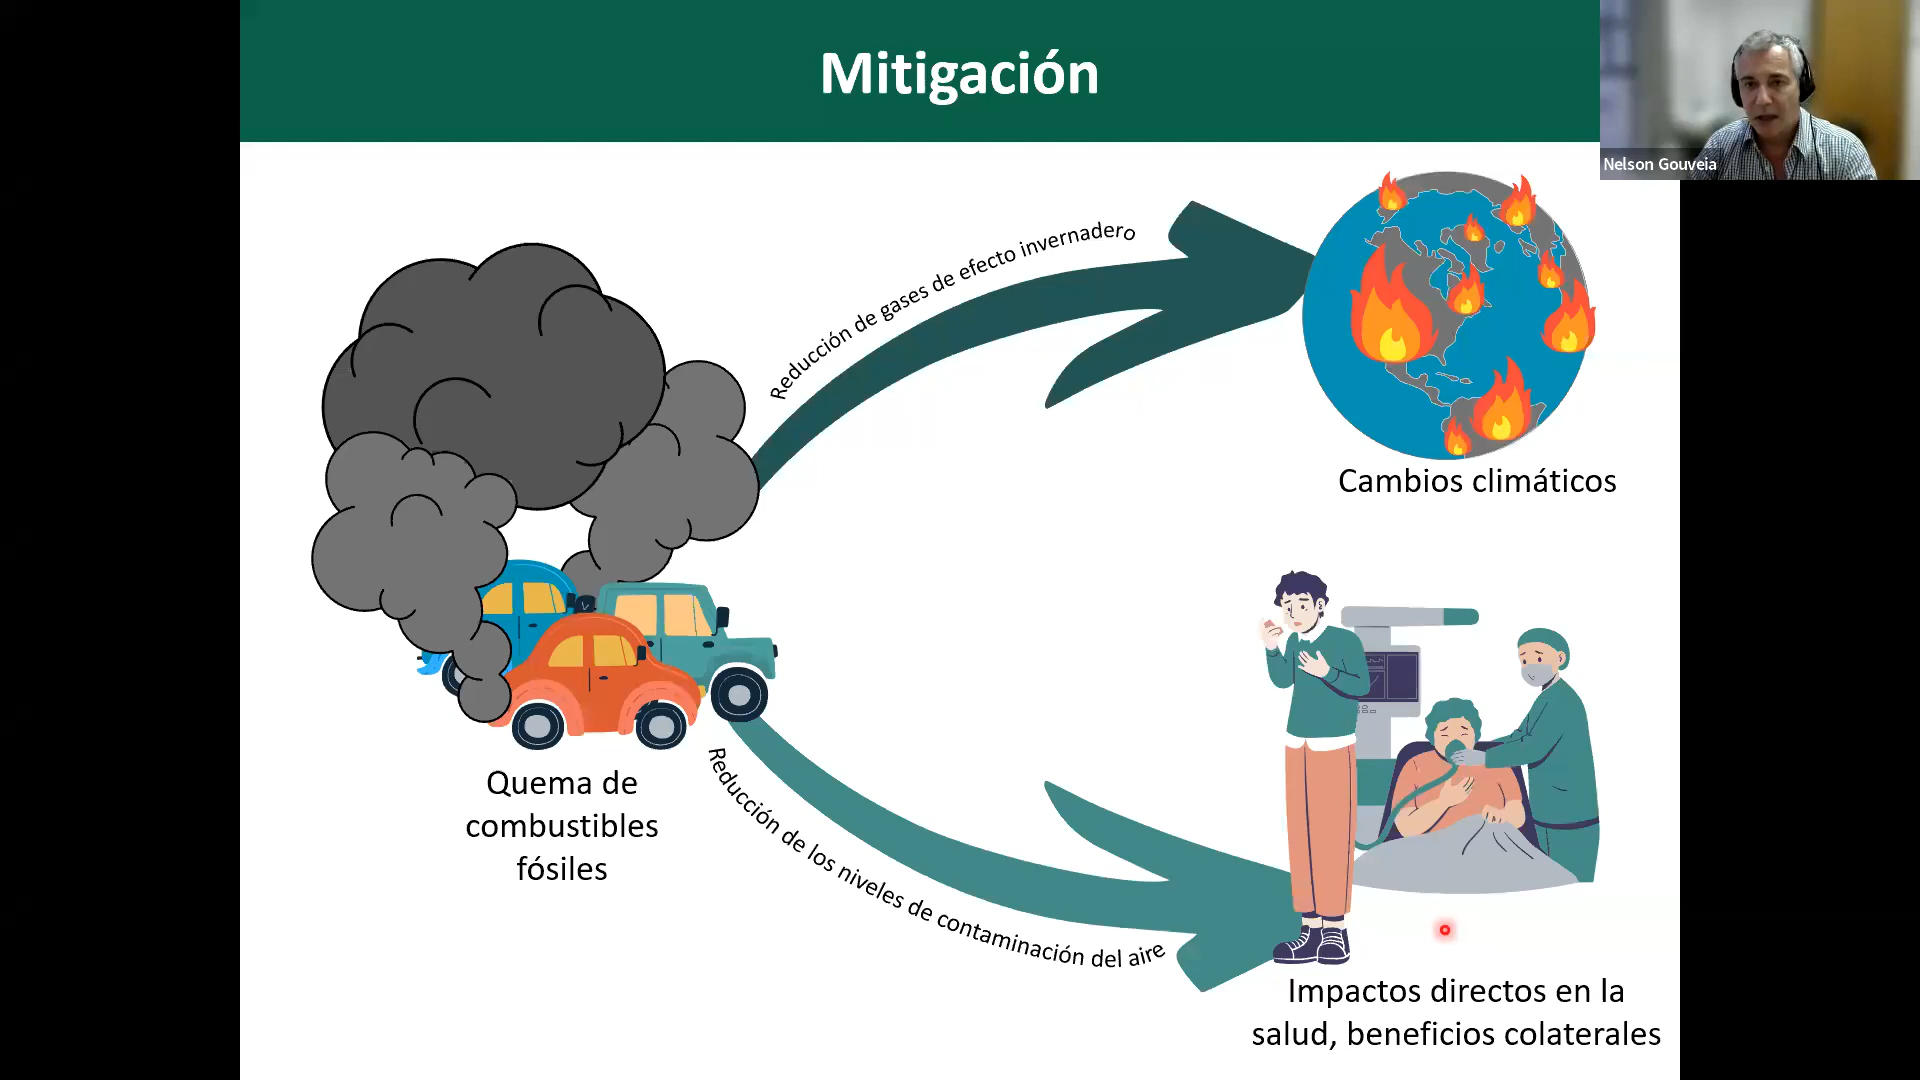 Mitigación
Nelson Gouveia
Reducción de gases de efecto invernadero
Cambios climáticos
Quema de
combustibles
fósiles
Reducción de los niveles de contaminación del aire
Impactos directos en la
salud, beneficios colaterales